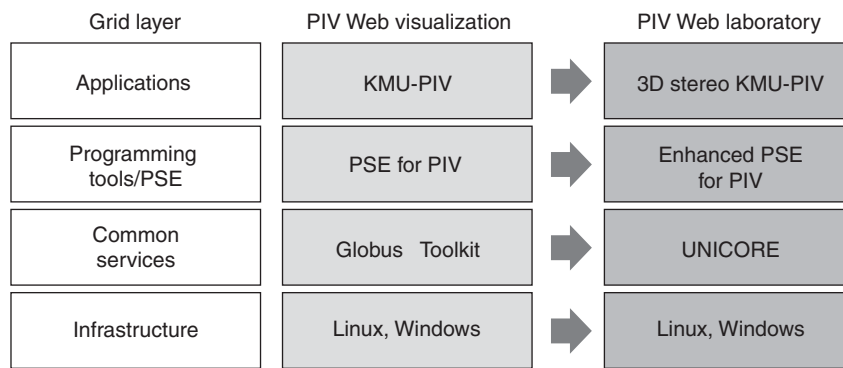 Grid layer PIV Web visualization PIV Web laboratory
Applications KMU-PIV 3D stereo KMU-PIV
Programming
tools/PSE
PSE for PIV
Enhanced PSE
for PIV
Common
services
Globus Toolkit
UNICORE
Infrastructure Linux, Windows Linux, Windows